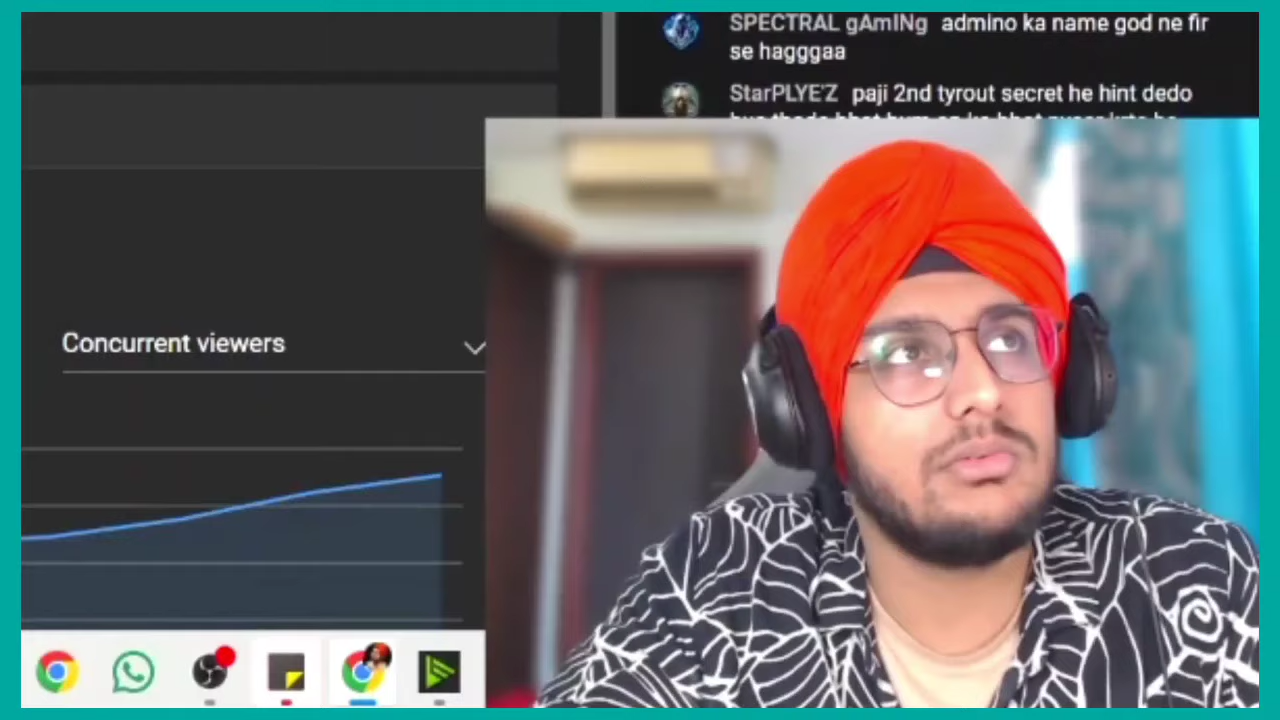 SPECTRAL gAmINg admino ka name god ne fir
se hagggaa
StarPLYE'Z paji 2nd tyrout secret he hint dedo
Concurrent viewers